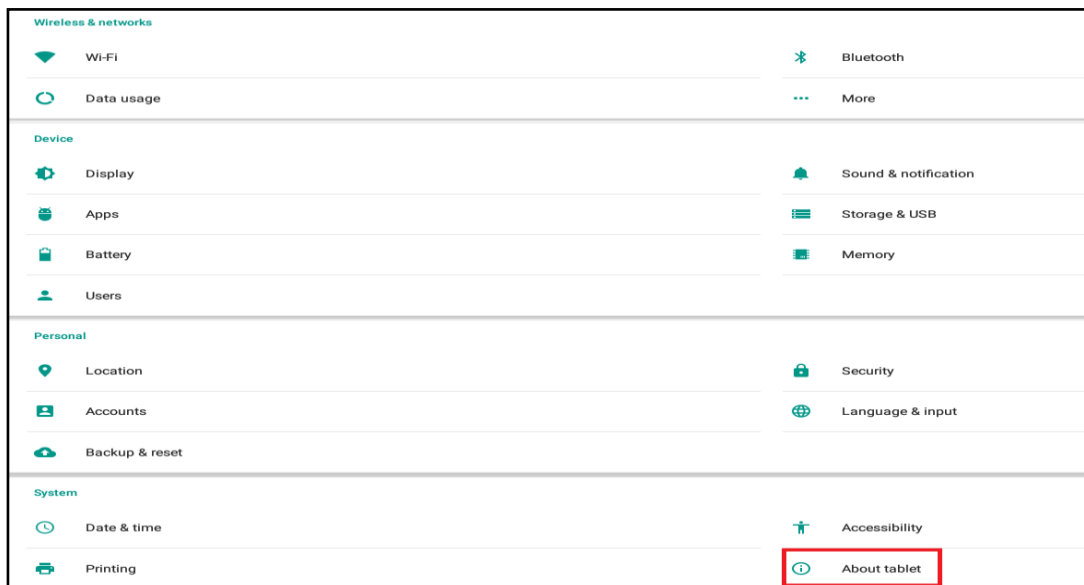 Wireless & networks
Wi-Fi
Bluetooth
Data usage
More
Device
Display
Sound & notification
Apps
Storage & USB
Battery
Memory
Users
Personal
Location
Security
Accounts
Language & input
Backup & reset
System
Date & time
Accessibility
Printing
About tablet